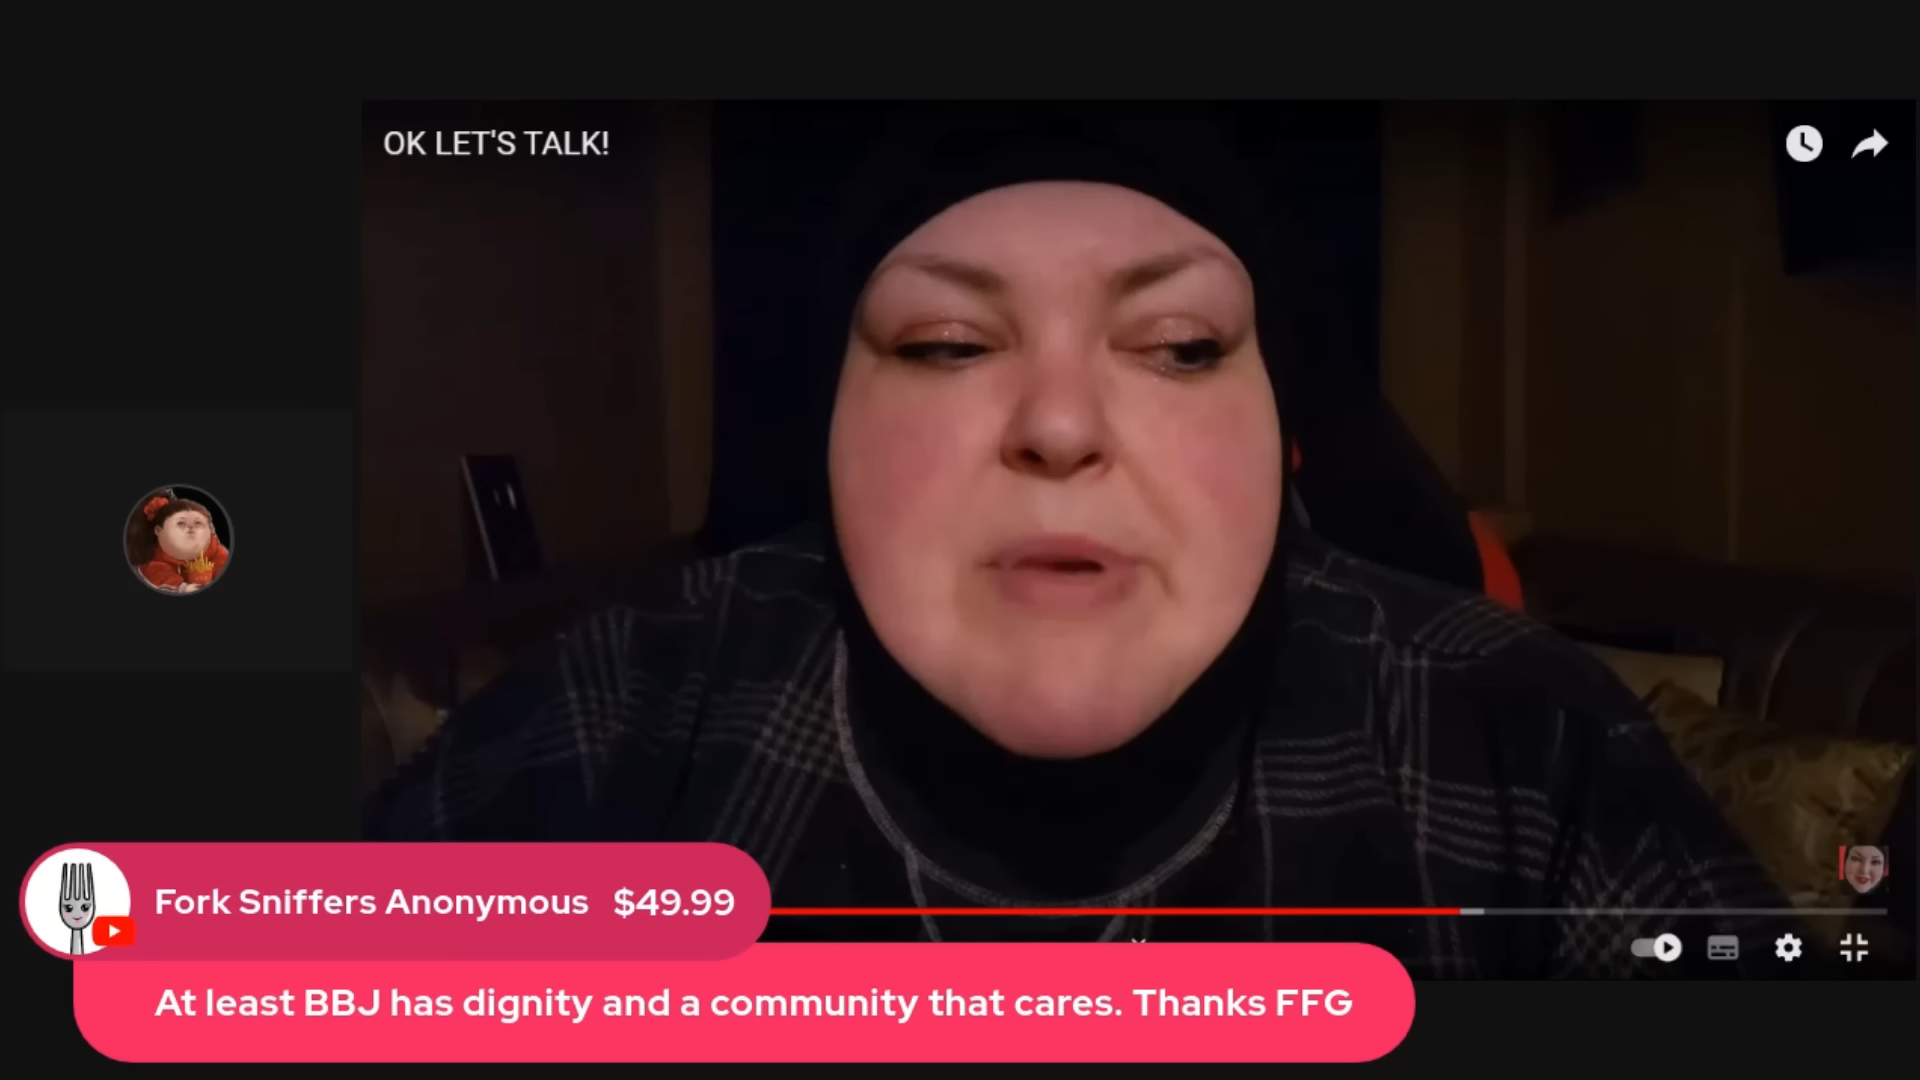 OK LET'S TALK!
Fork Sniffers Anonymous $49.99
At least BBJ has dignity and a community that cares. Thanks FFG